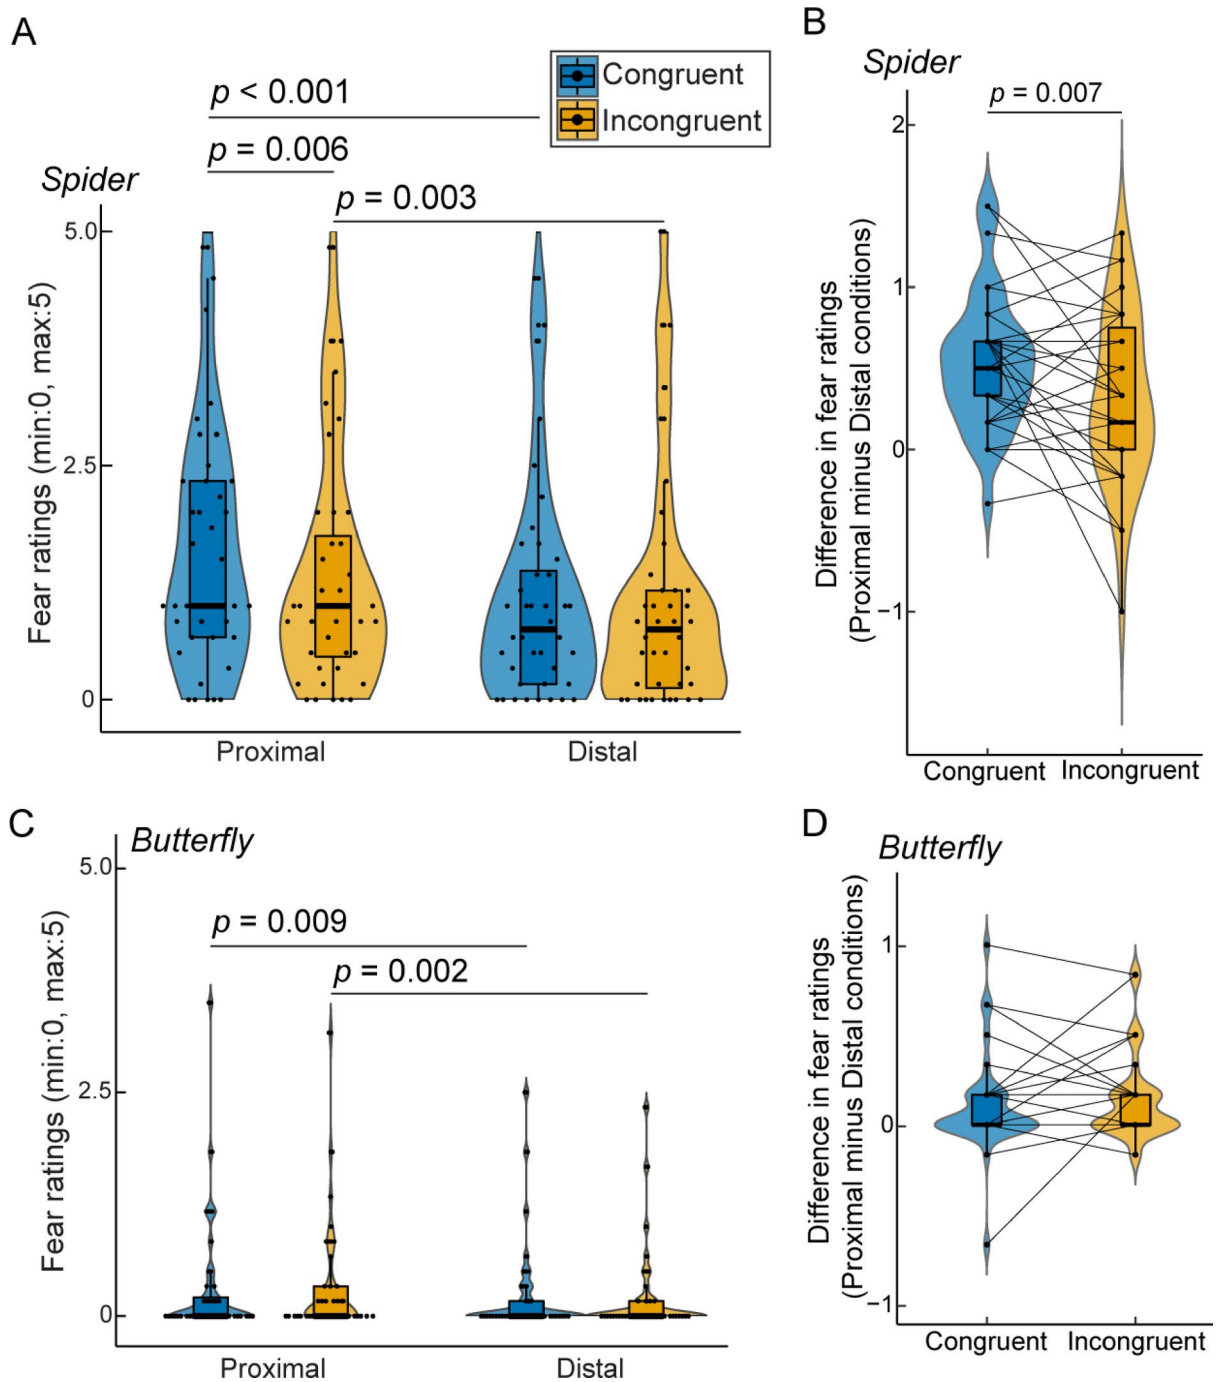 A
Congruent
Incongruent
p < 0.001
p = 0.006
p = 0.003
Spider
5.0
2.5
0
Fear ratings (min:0, max:5)
Proximal
Distal
B
Spider
p = 0.007
2
1
0
−1
Difference in fear ratings
(Proximal minus Distal conditions)
Congruent
Incongruent
C
Butterfly
5.0
p = 0.009
p = 0.002
2.5
0
Fear ratings (min:0, max:5)
Proximal
Distal
D
Butterfly
1
0
−1
Difference in fear ratings
(Proximal minus Distal conditions)
Congruent
Incongruent